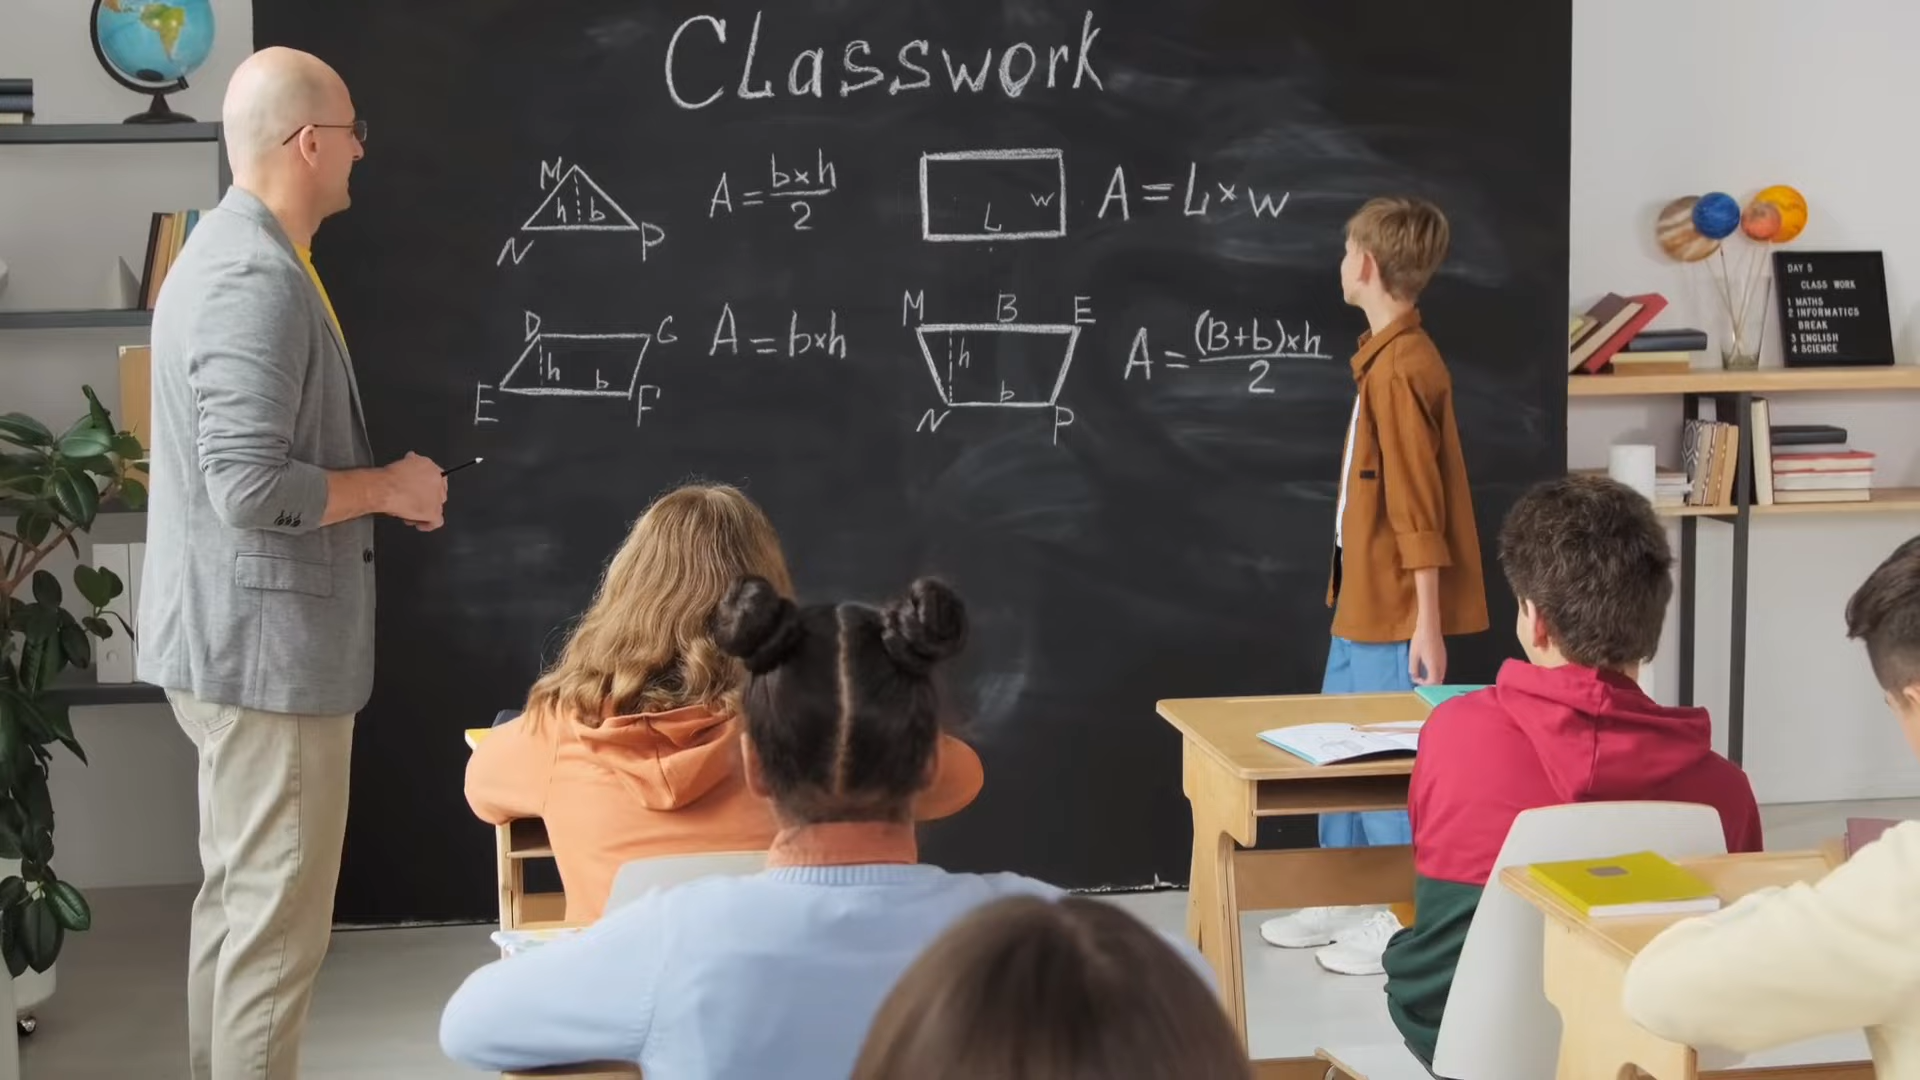 Classwork
M
h b
N P
A = b×h / 2
w
L
A = L×w
D G
h b
E F
A = b×h
M B E
h
b
N P
A = (B+b)×h / 2
DAY 5
CLASS WORK
1 MATHS
2 INFORMATICS
BREAK
3 ENGLISH
4 SCIENCE